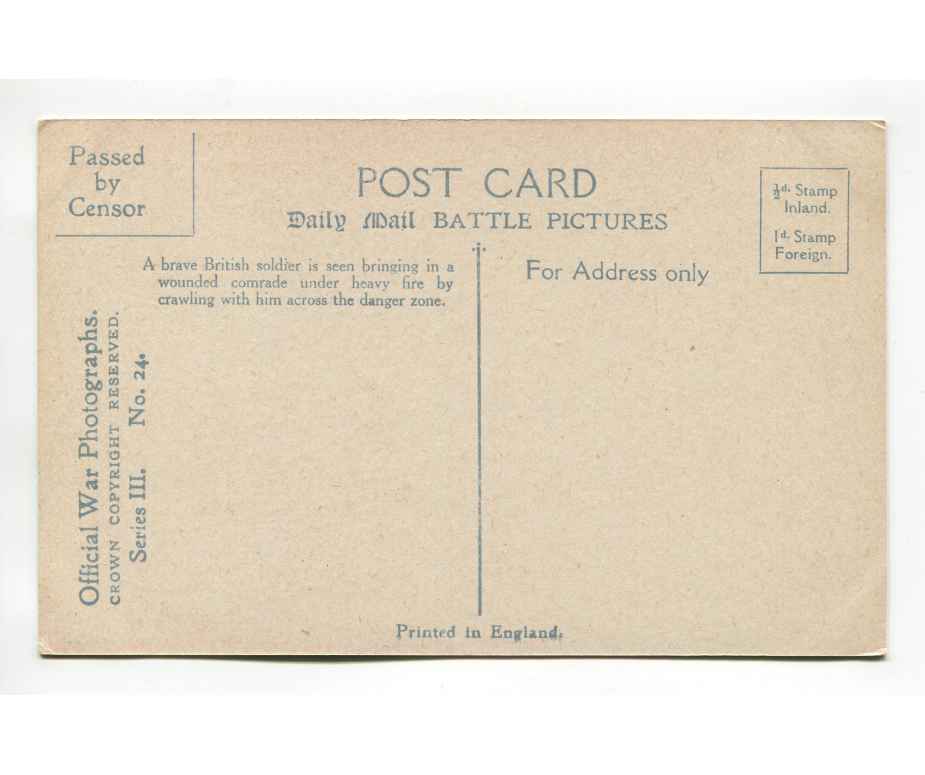 Passed
by
Censor
POST CARD
Daily Mail BATTLE PICTURES
½d. Stamp
Inland.
1d. Stamp
Foreign.
A brave British soldier is seen bringing in a
wounded comrade under heavy fire by
crawling with him across the danger zone.
For Address only
Official War Photographs.
CROWN COPYRIGHT RESERVED.
Series III. No. 24.
Printed in England.